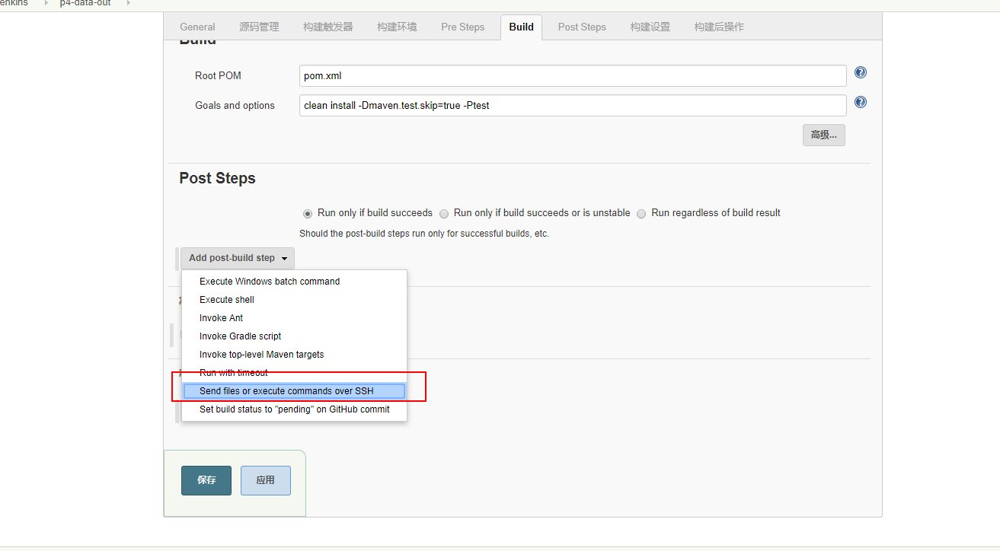 enkins p4-data-out
General 源码管理 构建触发器 构建环境 Pre Steps Build Post Steps 构建设置 构建后操作
Build
Root POM pom.xml
Goals and options clean install -Dmaven.test.skip=true -Ptest
高级...
Post Steps
Run only if build succeeds Run only if build succeeds or is unstable Run regardless of build result
Should the post-build steps run only for successful builds, etc.
Add post-build step
Execute Windows batch command
Execute shell
Invoke Ant
Invoke Gradle script
Invoke top-level Maven targets
Run with timeout
Send files or execute commands over SSH
Set build status to "pending" on GitHub commit
保存 应用